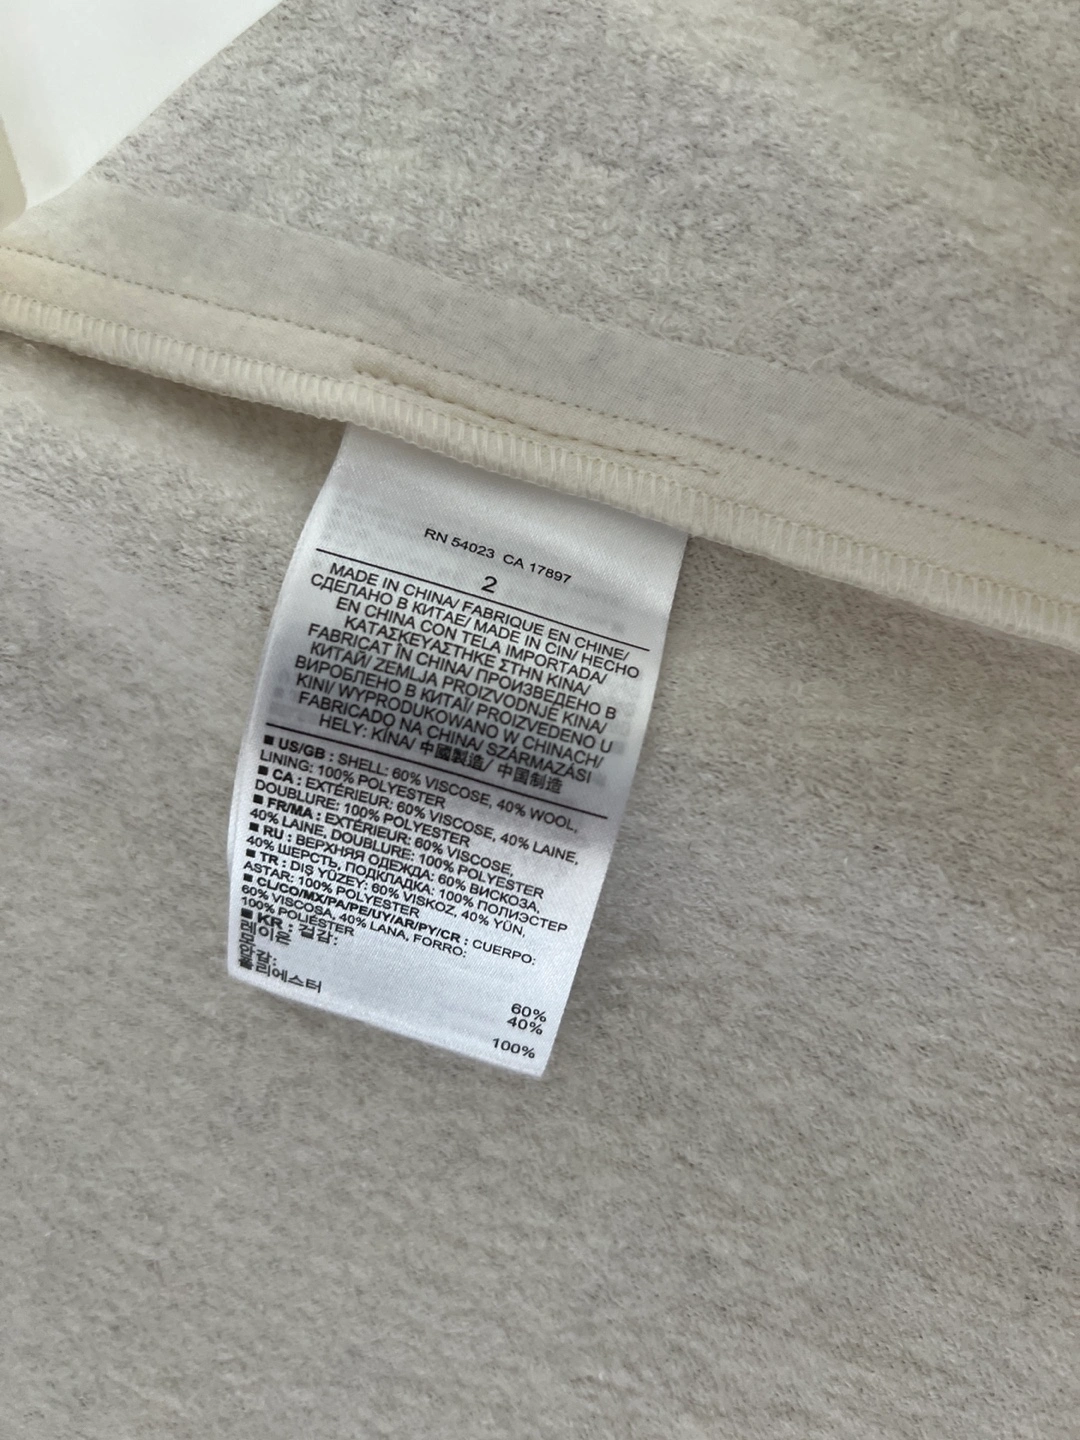 RN 54023 CA 17897
2
MADE IN CHINA/ FABRIQUE EN CHINE/
СДЕЛАНО В КИТАЕ/ MADE IN CIN/ HECHO
EN CHINA CON TELA IMPORTADA/
ΚΑΤΑΣΚΕΥΑΣΤΗΚΕ ΣΤΗΝ ΚΙΝΑ/
FABRICAT ÎN CHINA/ ПРОИЗВЕДЕНО В
КИТАЙ/ ZEMLJA PROIZVODNJE KINA/
ВИРОБЛЕНО В КИТАЇ/ PROIZVEDENO U
KINI/ WYPRODUKOWANO W CHINACH/
FABRICADO NA CHINA/ SZÁRMAZÁSI
HELY: KÍNA/ 中國製造/ 中国制造
■ US/GB : SHELL: 60% VISCOSE, 40% WOOL,
LINING: 100% POLYESTER
■ CA : EXTÉRIEUR: 60% VISCOSE, 40% LAINE,
DOUBLURE: 100% POLYESTER
■ FR/MA : EXTÉRIEUR: 60% VISCOSE,
40% LAINE, DOUBLURE: 100% POLYESTER
■ RU : ВЕРХНЯЯ ОДЕЖДА: 60% ВИСКОЗА,
40% ШЕРСТЬ, ПОДКЛАДКА: 100% ПОЛИЭСТЕР
■ TR : DIŞ YÜZEY: 60% VISKOZ, 40% YÜN,
ASTAR: 100% POLYESTER
■ CL/CO/MX/PA/PE/UY/AR/PY/CR : CUERPO:
60% VISCOSA, 40% LANA, FORRO:
100% POLIÉSTER
■ KR : 겉감:
레이온 60%
모 40%
안감:
폴리에스터 100%